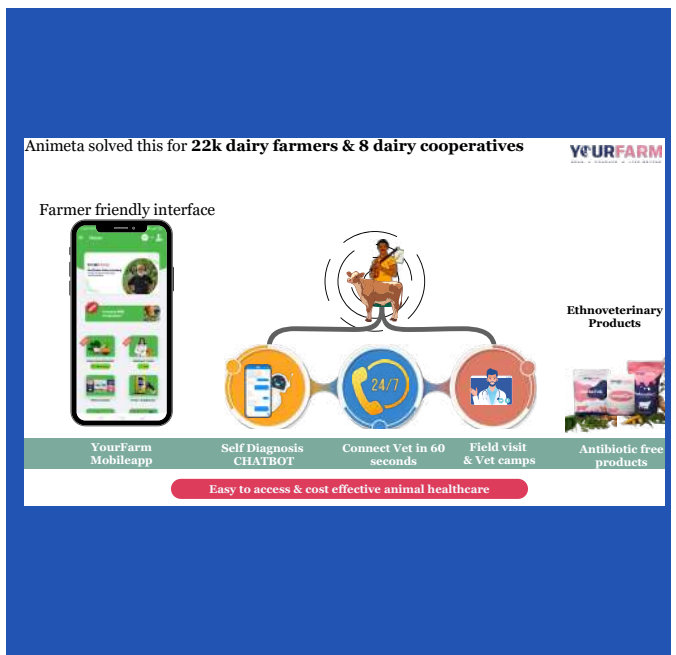 Animeta solved this for 22k dairy farmers & 8 dairy cooperatives
YOURFARM
Farmer friendly interface
24/7
Ethnoveterinary
Products
YourFarm
Mobileapp
Self Diagnosis
CHATBOT
Connect Vet in 60
seconds
Field visit
& Vet camps
Antibiotic free
products
Easy to access & cost effective animal healthcare